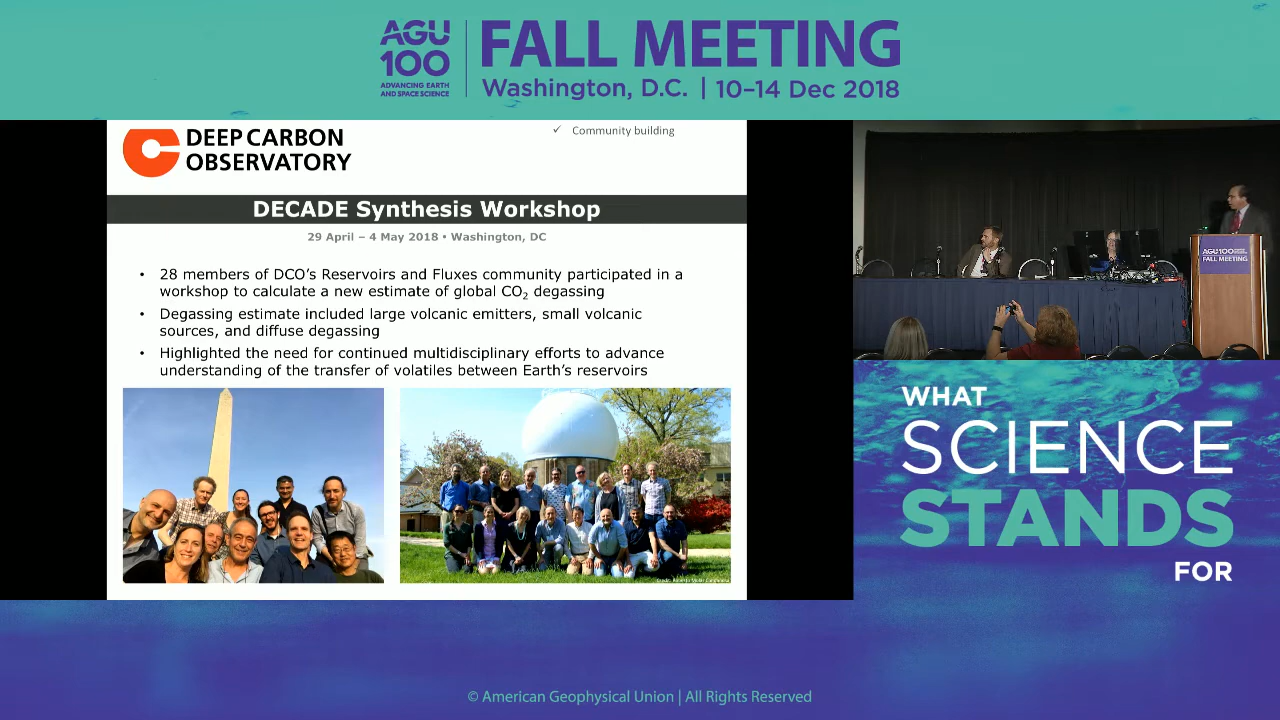 AGU
100
ADVANCING EARTH
AND SPACE SCIENCE
FALL MEETING
Washington, D.C. | 10–14 Dec 2018
DEEP CARBON
OBSERVATORY
✓ Community building
DECADE Synthesis Workshop
29 April – 4 May 2018 • Washington, DC
• 28 members of DCO's Reservoirs and Fluxes community participated in a
workshop to calculate a new estimate of global CO₂ degassing
• Degassing estimate included large volcanic emitters, small volcanic
sources, and diffuse degassing
• Highlighted the need for continued multidisciplinary efforts to advance
understanding of the transfer of volatiles between Earth's reservoirs
AGU100
FALL MEETING
WHAT
SCIENCE
STANDS
FOR
© American Geophysical Union | All Rights Reserved